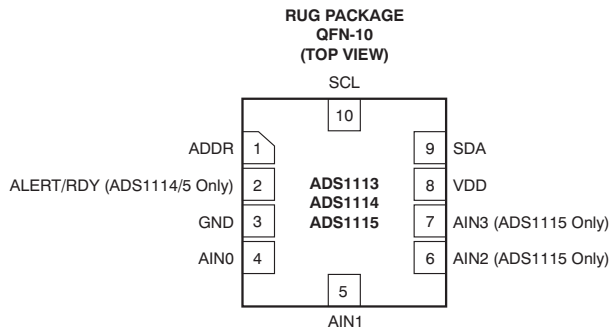 RUG PACKAGE
QFN-10
(TOP VIEW)
SCL
10
ADDR 1 9 SDA
ALERT/RDY (ADS1114/5 Only) 2 ADS1113 8 VDD
ADS1114
GND 3 ADS1115 7 AIN3 (ADS1115 Only)
AIN0 4 6 AIN2 (ADS1115 Only)
5
AIN1